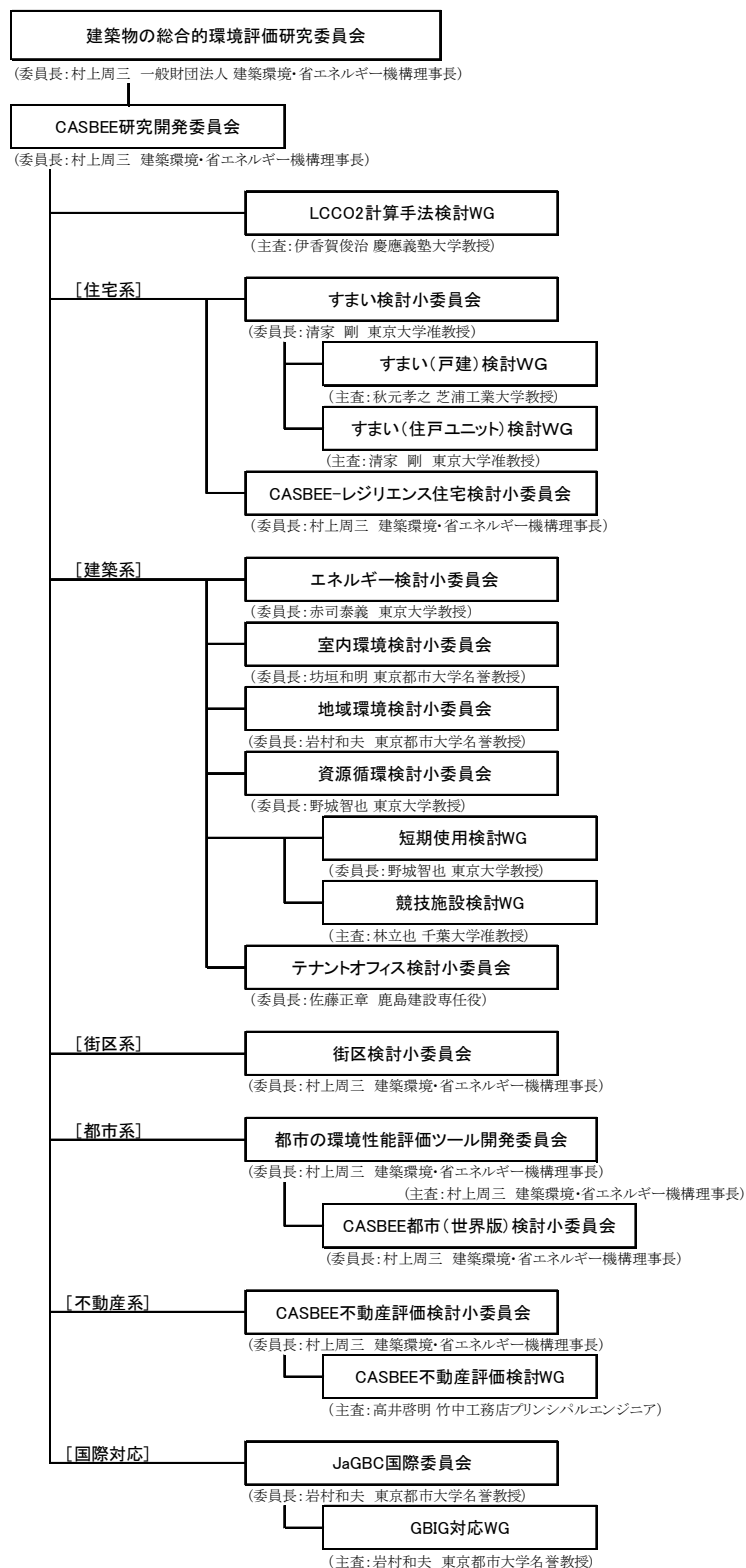 建築物の総合的環境評価研究委員会
(委員長:村上周三　一般財団法人 建築環境・省エネルギー機構理事長)
CASBEE研究開発委員会
(委員長:村上周三　建築環境・省エネルギー機構理事長)
LCCO2計算手法検討WG
(主査:伊香賀俊治 慶應義塾大学教授)
[住宅系]
すまい検討小委員会
(委員長:清家　剛　東京大学准教授)
すまい(戸建)検討WG
(主査:秋元孝之 芝浦工業大学教授)
すまい(住戸ユニット)検討WG
(主査:清家　剛　東京大学准教授)
CASBEE-レジリエンス住宅検討小委員会
(委員長:村上周三　建築環境・省エネルギー機構理事長)
[建築系]
エネルギー検討小委員会
(委員長:赤司泰義　東京大学教授)
室内環境検討小委員会
(委員長:坊垣和明 東京都市大学名誉教授)
地域環境検討小委員会
(委員長:岩村和夫　東京都市大学名誉教授)
資源循環検討小委員会
(委員長:野城智也 東京大学教授)
短期使用検討WG
(委員長:野城智也 東京大学教授)
競技施設検討WG
(主査:林立也 千葉大学准教授)
テナントオフィス検討小委員会
(委員長:佐藤正章　鹿島建設専任役)
[街区系]
街区検討小委員会
(委員長:村上周三　建築環境・省エネルギー機構理事長)
[都市系]
都市の環境性能評価ツール開発委員会
(委員長:村上周三　建築環境・省エネルギー機構理事長)
(主査:村上周三　建築環境・省エネルギー機構理事長)
CASBEE都市(世界版)検討小委員会
(委員長:村上周三　建築環境・省エネルギー機構理事長)
[不動産系]
CASBEE不動産評価検討小委員会
(委員長:村上周三　建築環境・省エネルギー機構理事長)
CASBEE不動産評価検討WG
(主査:高井啓明 竹中工務店プリンシパルエンジニア)
[国際対応]
JaGBC国際委員会
(委員長:岩村和夫　東京都市大学名誉教授)
GBIG対応WG
(主査:岩村和夫　東京都市大学名誉教授)